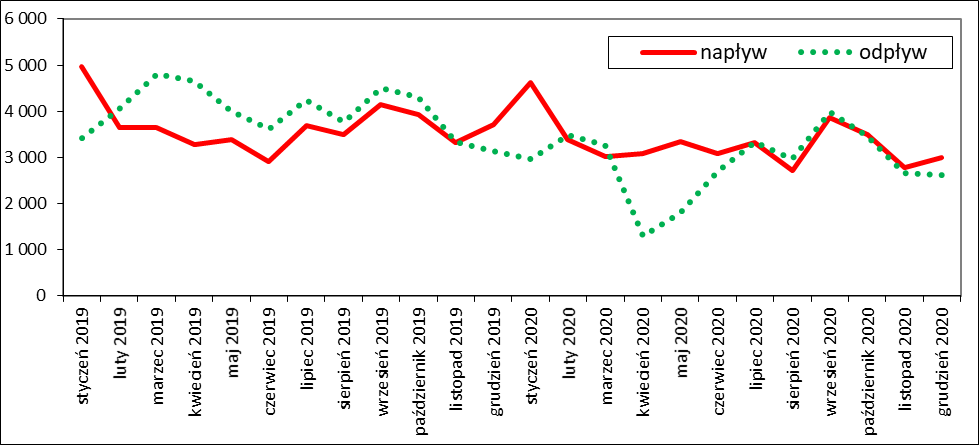 6 000
5 000
4 000
3 000
2 000
1 000
0
napływ
odpływ
styczeń 2019
luty 2019
marzec 2019
kwiecień 2019
maj 2019
czerwiec 2019
lipiec 2019
sierpień 2019
wrzesień 2019
październik 2019
listopad 2019
grudzień 2019
styczeń 2020
luty 2020
marzec 2020
kwiecień 2020
maj 2020
czerwiec 2020
lipiec 2020
sierpień 2020
wrzesień 2020
październik 2020
listopad 2020
grudzień 2020